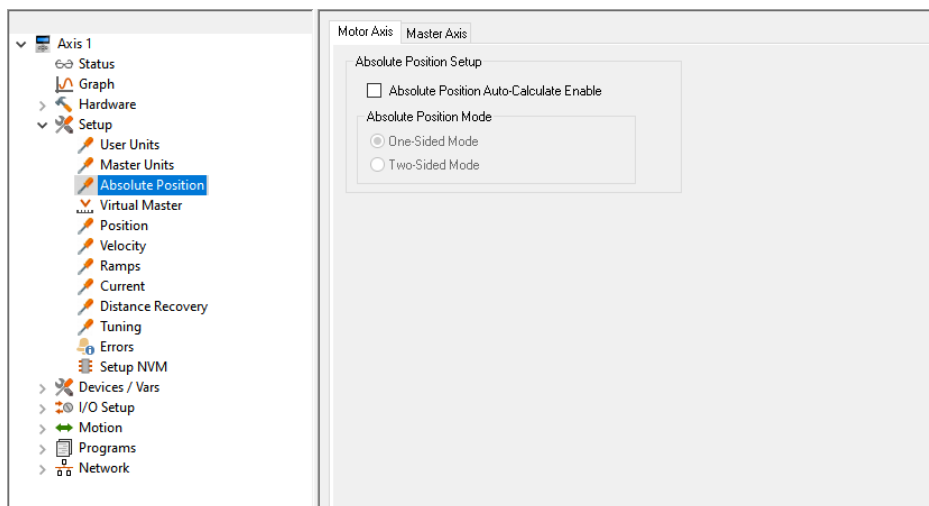 Axis 1
Status
Graph
Hardware
Setup
User Units
Master Units
Absolute Position
Virtual Master
Position
Velocity
Ramps
Current
Distance Recovery
Tuning
Errors
Setup NVM
Devices / Vars
I/O Setup
Motion
Programs
Network
Motor Axis Master Axis
Absolute Position Setup
Absolute Position Auto-Calculate Enable
Absolute Position Mode
One-Sided Mode
Two-Sided Mode